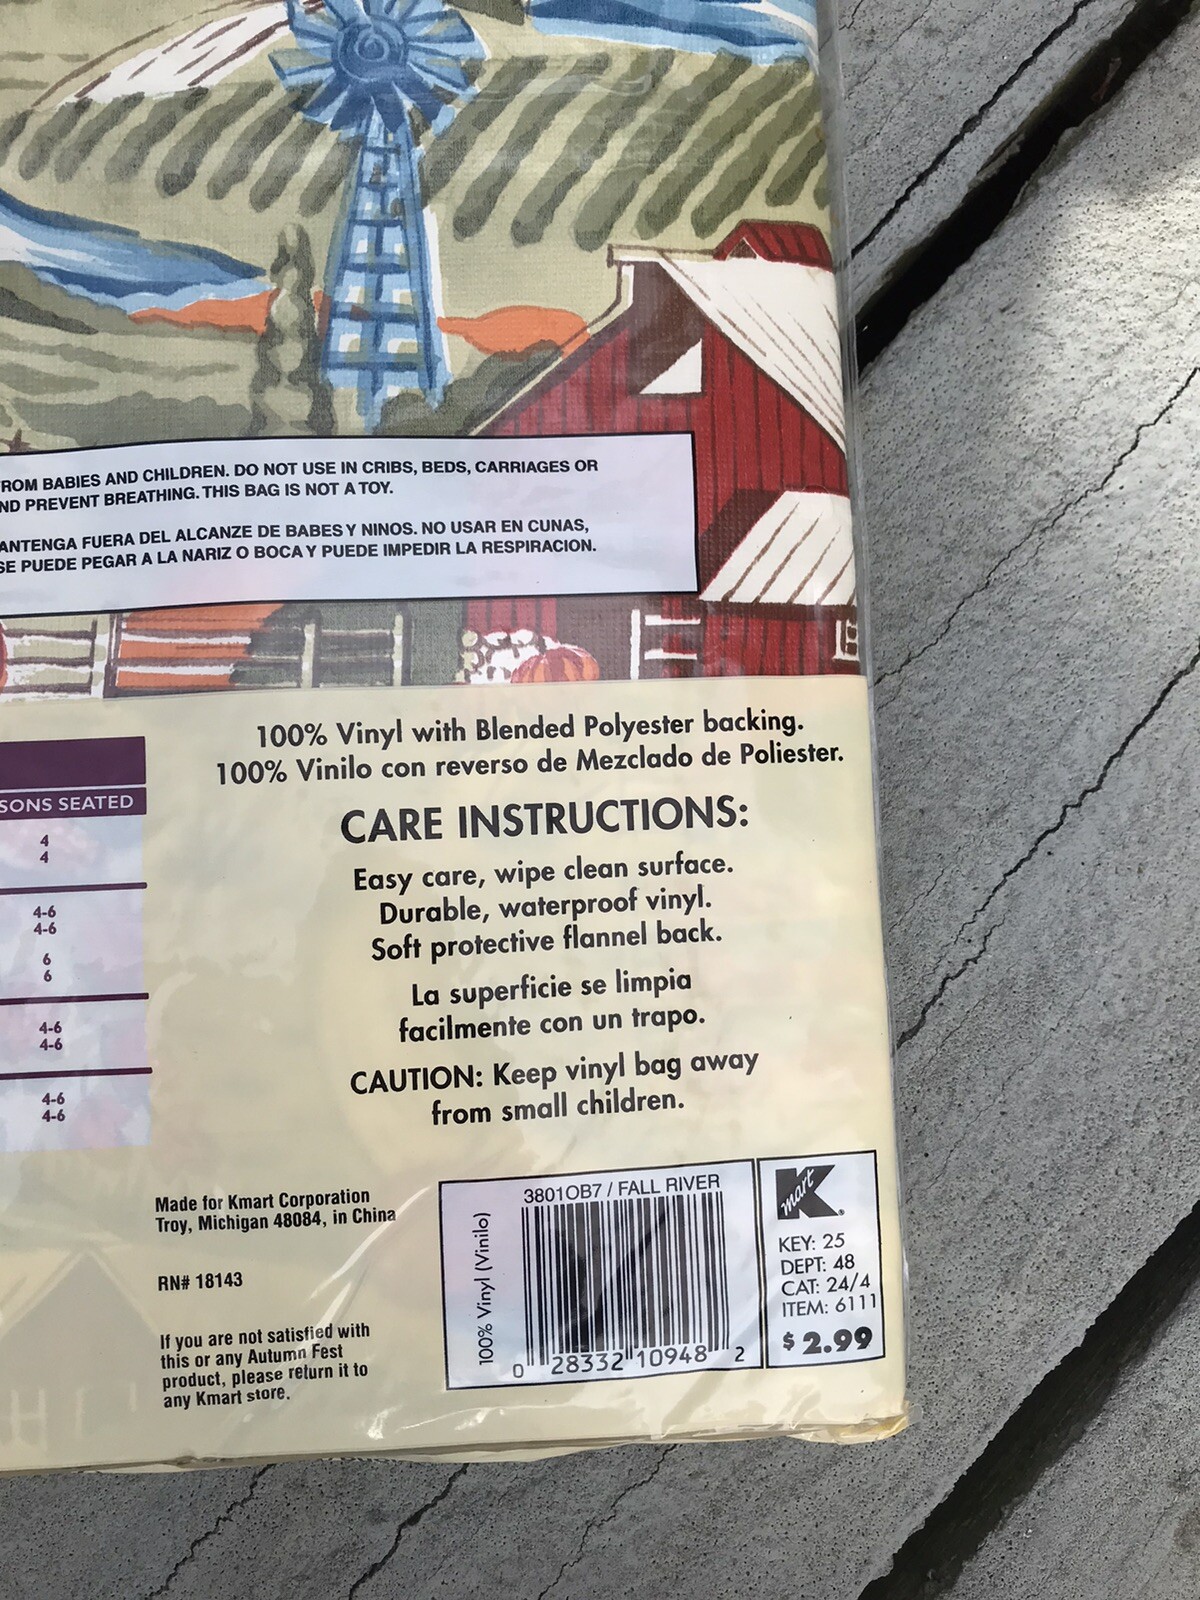 FROM BABIES AND CHILDREN. DO NOT USE IN CRIBS, BEDS, CARRIAGES OR
AND PREVENT BREATHING. THIS BAG IS NOT A TOY.
MANTENGA FUERA DEL ALCANZE DE BABES Y NINOS. NO USAR EN CUNAS,
SE PUEDE PEGAR A LA NARIZ O BOCA Y PUEDE IMPEDIR LA RESPIRACION.
100% Vinyl with Blended Polyester backing.
100% Vinilo con reverso de Mezclado de Poliester.
SONS SEATED
4
4
4-6
4-6
6
6
4-6
4-6
4-6
4-6
CARE INSTRUCTIONS:
Easy care, wipe clean surface.
Durable, waterproof vinyl.
Soft protective flannel back.
La superficie se limpia
facilmente con un trapo.
CAUTION: Keep vinyl bag away
from small children.
Made for Kmart Corporation
Troy, Michigan 48084, in China
RN# 18143
If you are not satisfied with
this or any Autumn Fest
product, please return it to
any Kmart store.
100% Vinyl (Vinilo)
3801OB7 / FALL RIVER
0 28332 10948 2
Kmart
KEY: 25
DEPT: 48
CAT: 24/4
ITEM: 6111
$ 2.99